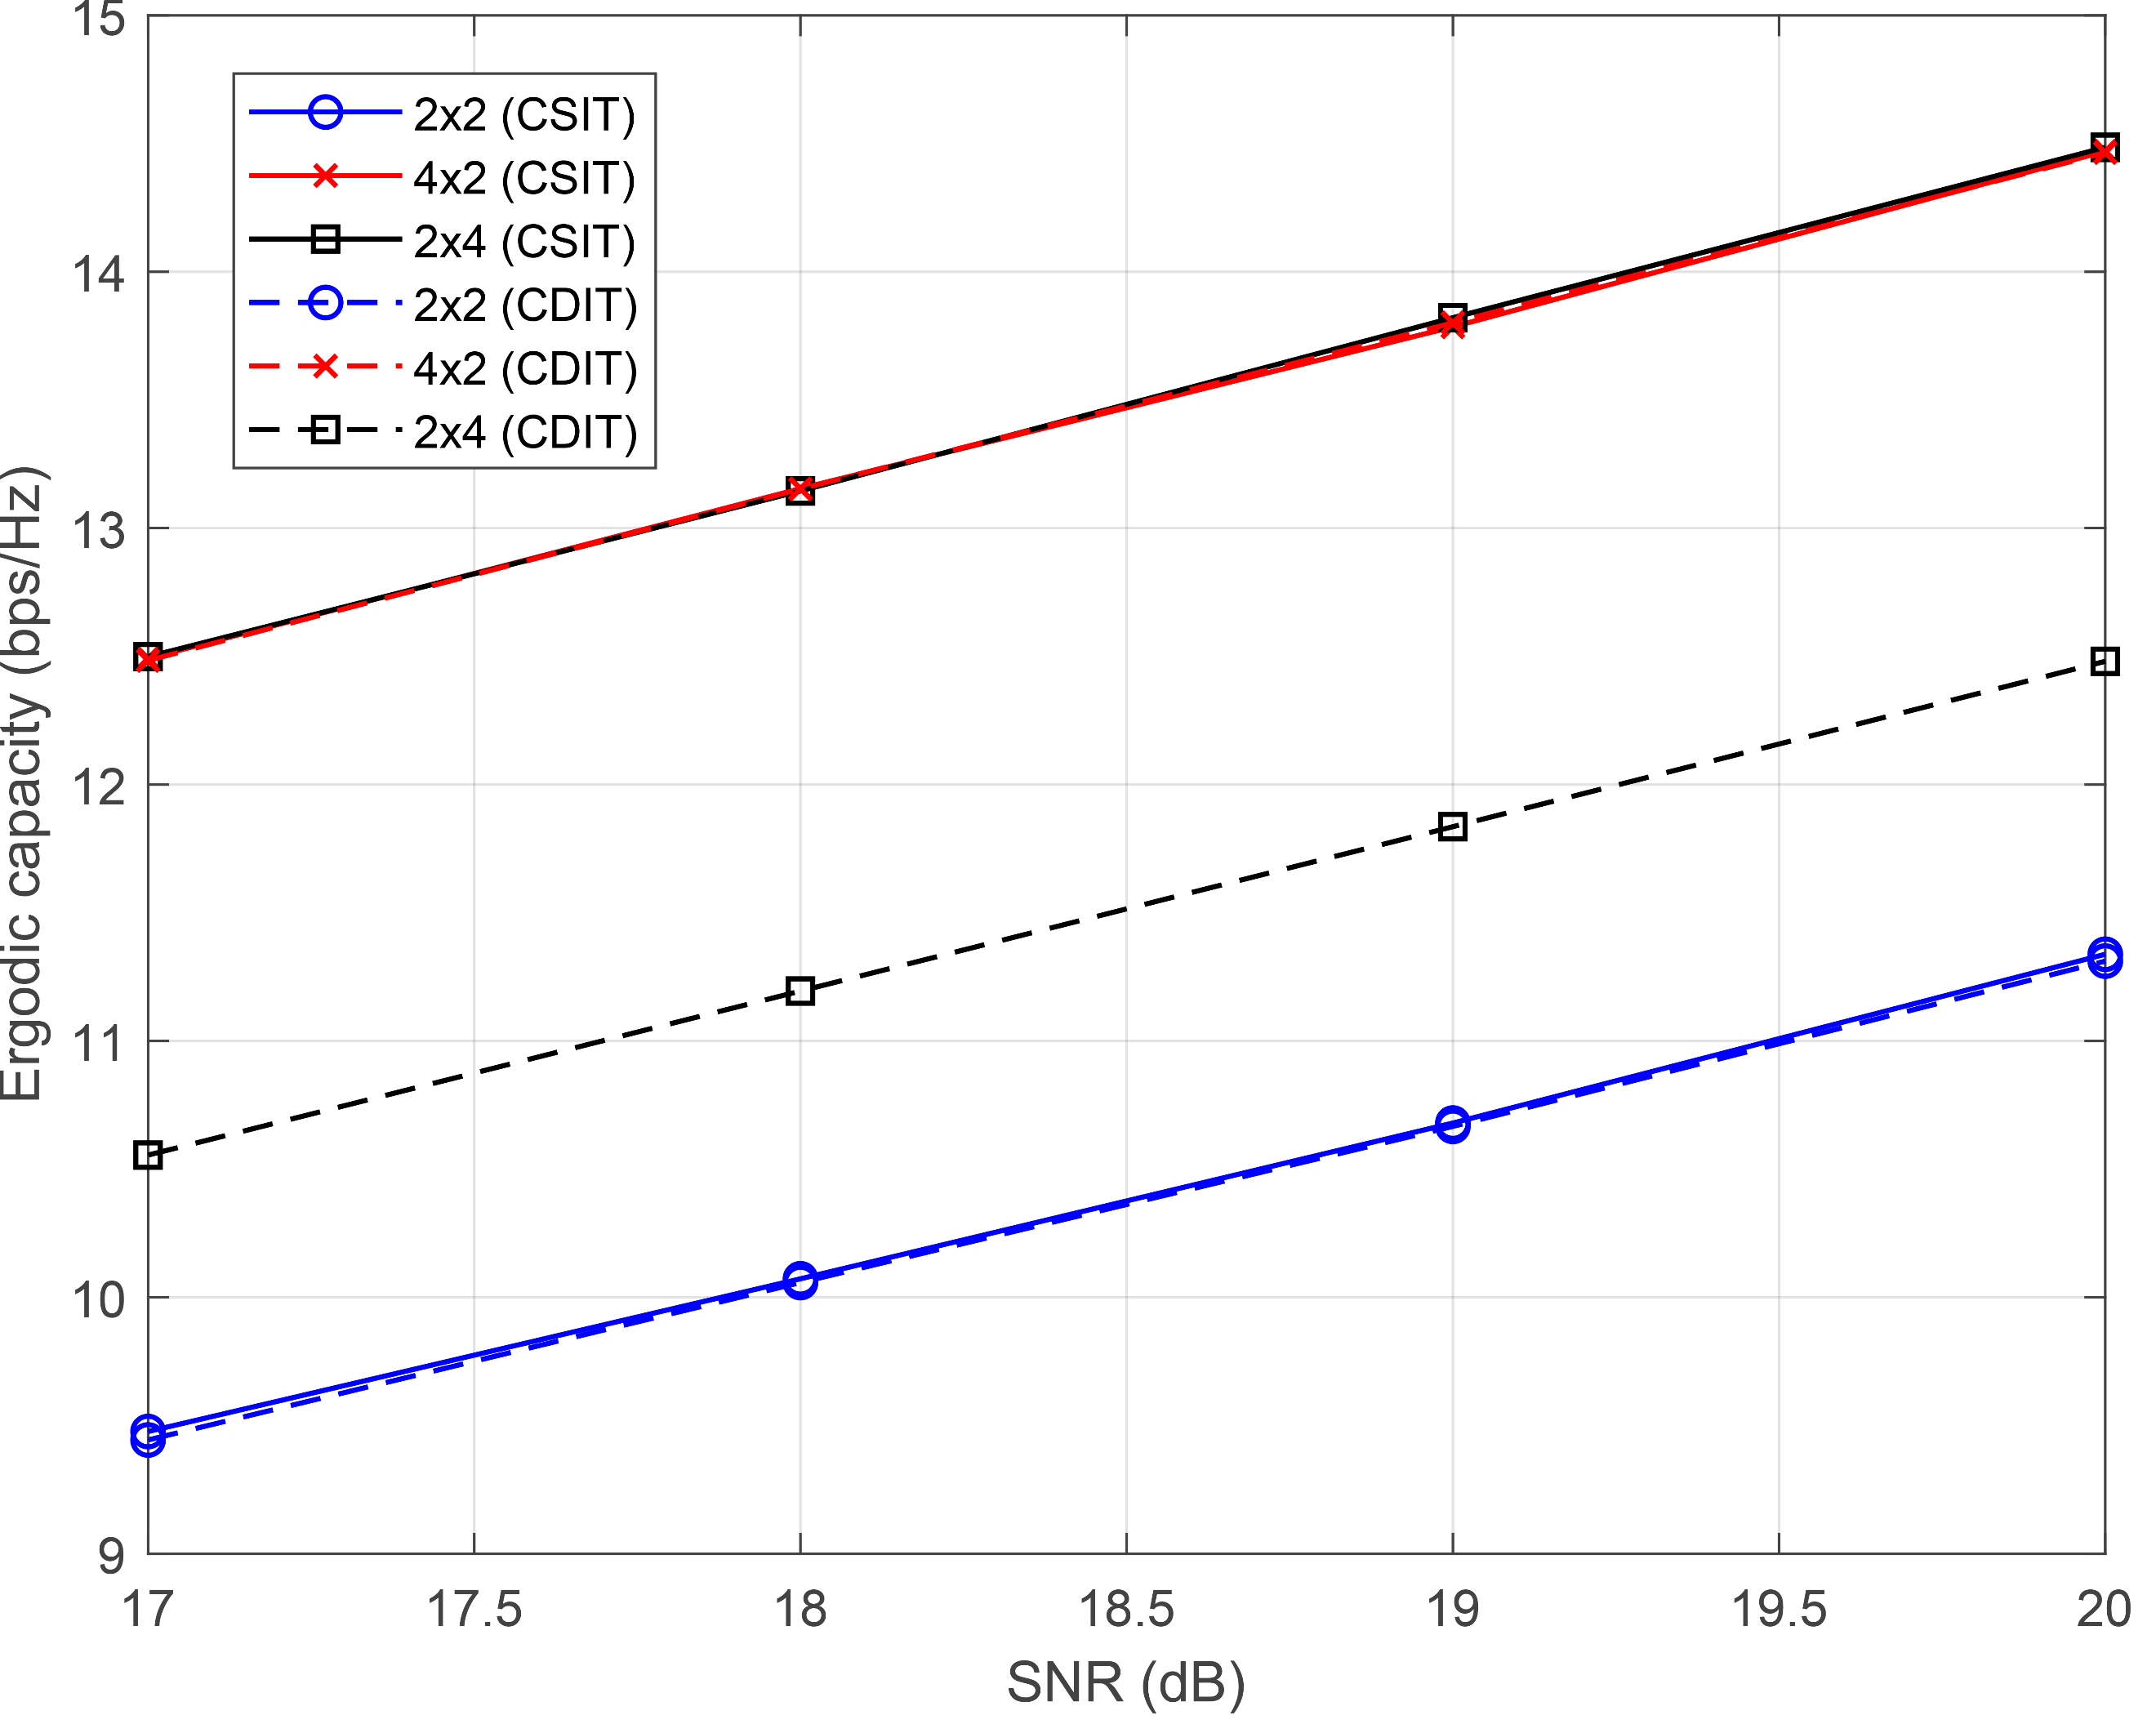 15
14
13
12
11
10
9
Ergodic capacity (bps/Hz)
2x2 (CSIT)
4x2 (CSIT)
2x4 (CSIT)
2x2 (CDIT)
4x2 (CDIT)
2x4 (CDIT)
17 17.5 18 18.5 19 19.5 20
SNR (dB)